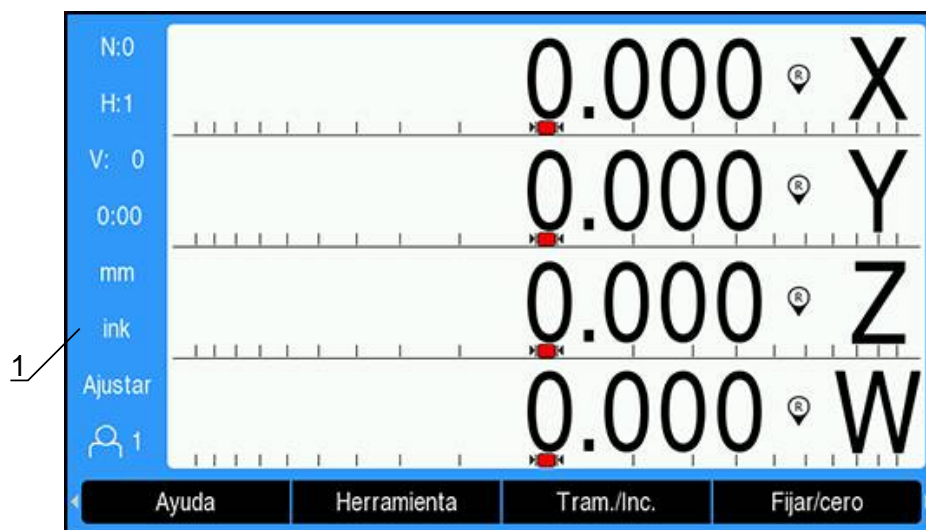 N:0
H:1
V: 0
0:00
mm
ink
Ajustar
1
0.000 R X
0.000 R Y
0.000 R Z
0.000 R W
Ayuda Herramienta Tram./Inc. Fijar/cero
1